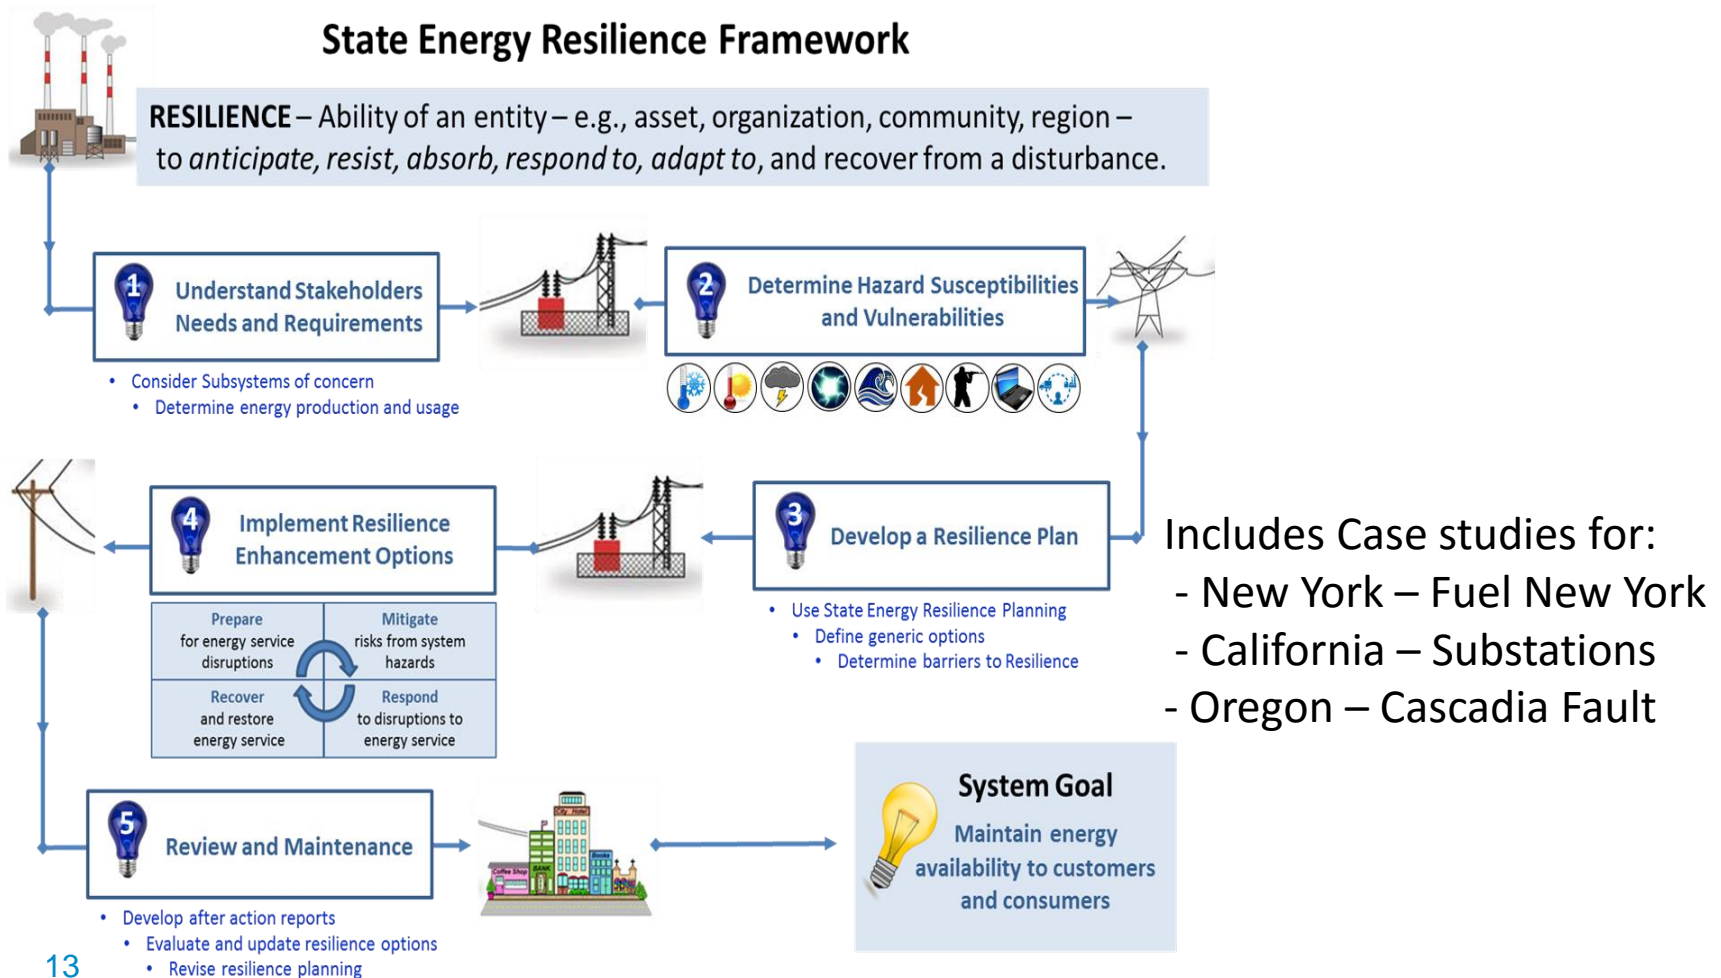 State Energy Resilience Framework
RESILIENCE – Ability of an entity – e.g., asset, organization, community, region –
to anticipate, resist, absorb, respond to, adapt to, and recover from a disturbance.
1
Understand Stakeholders
Needs and Requirements
• Consider Subsystems of concern
• Determine energy production and usage
2
Determine Hazard Susceptibilities
and Vulnerabilities
3
Develop a Resilience Plan
• Use State Energy Resilience Planning
• Define generic options
• Determine barriers to Resilience
4
Implement Resilience
Enhancement Options
Prepare
for energy service
disruptions
Mitigate
risks from system
hazards
Recover
and restore
energy service
Respond
to disruptions to
energy service
Includes Case studies for:
- New York – Fuel New York
- California – Substations
- Oregon – Cascadia Fault
5
Review and Maintenance
• Develop after action reports
• Evaluate and update resilience options
• Revise resilience planning
City Hotel
Coffee Shop
BANK
Books
System Goal
Maintain energy
availability to customers
and consumers
13